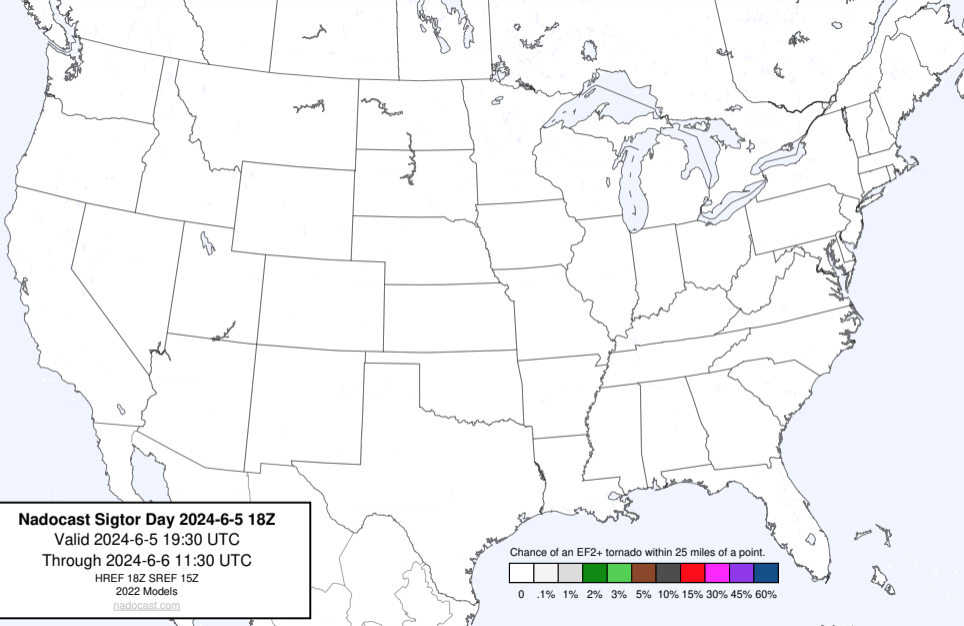 Nadocast Sigtor Day 2024-6-5 18Z
Valid 2024-6-5 19:30 UTC
Through 2024-6-6 11:30 UTC
HREF 18Z SREF 15Z
2022 Models
nadocast.com
Chance of an EF2+ tornado within 25 miles of a point.
0 .1% 1% 2% 3% 5% 10% 15% 30% 45% 60%